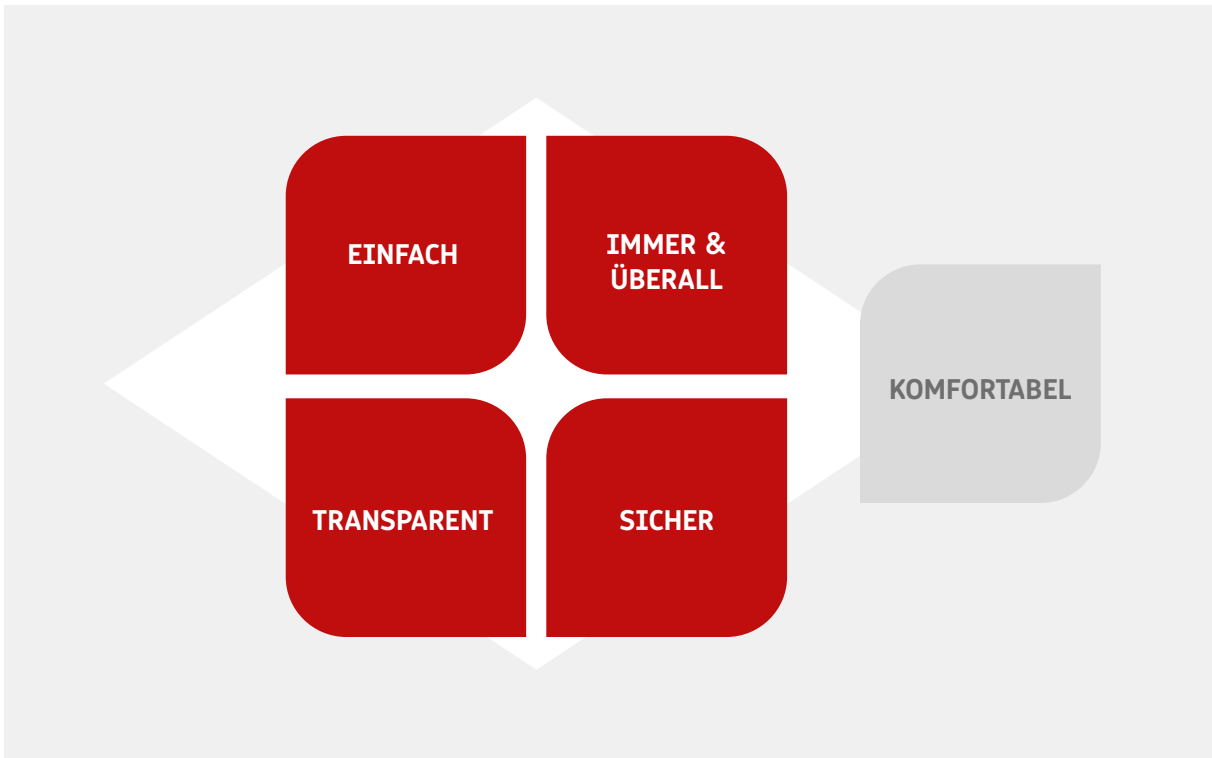 EINFACH
IMMER &
ÜBERALL
KOMFORTABEL
TRANSPARENT
SICHER